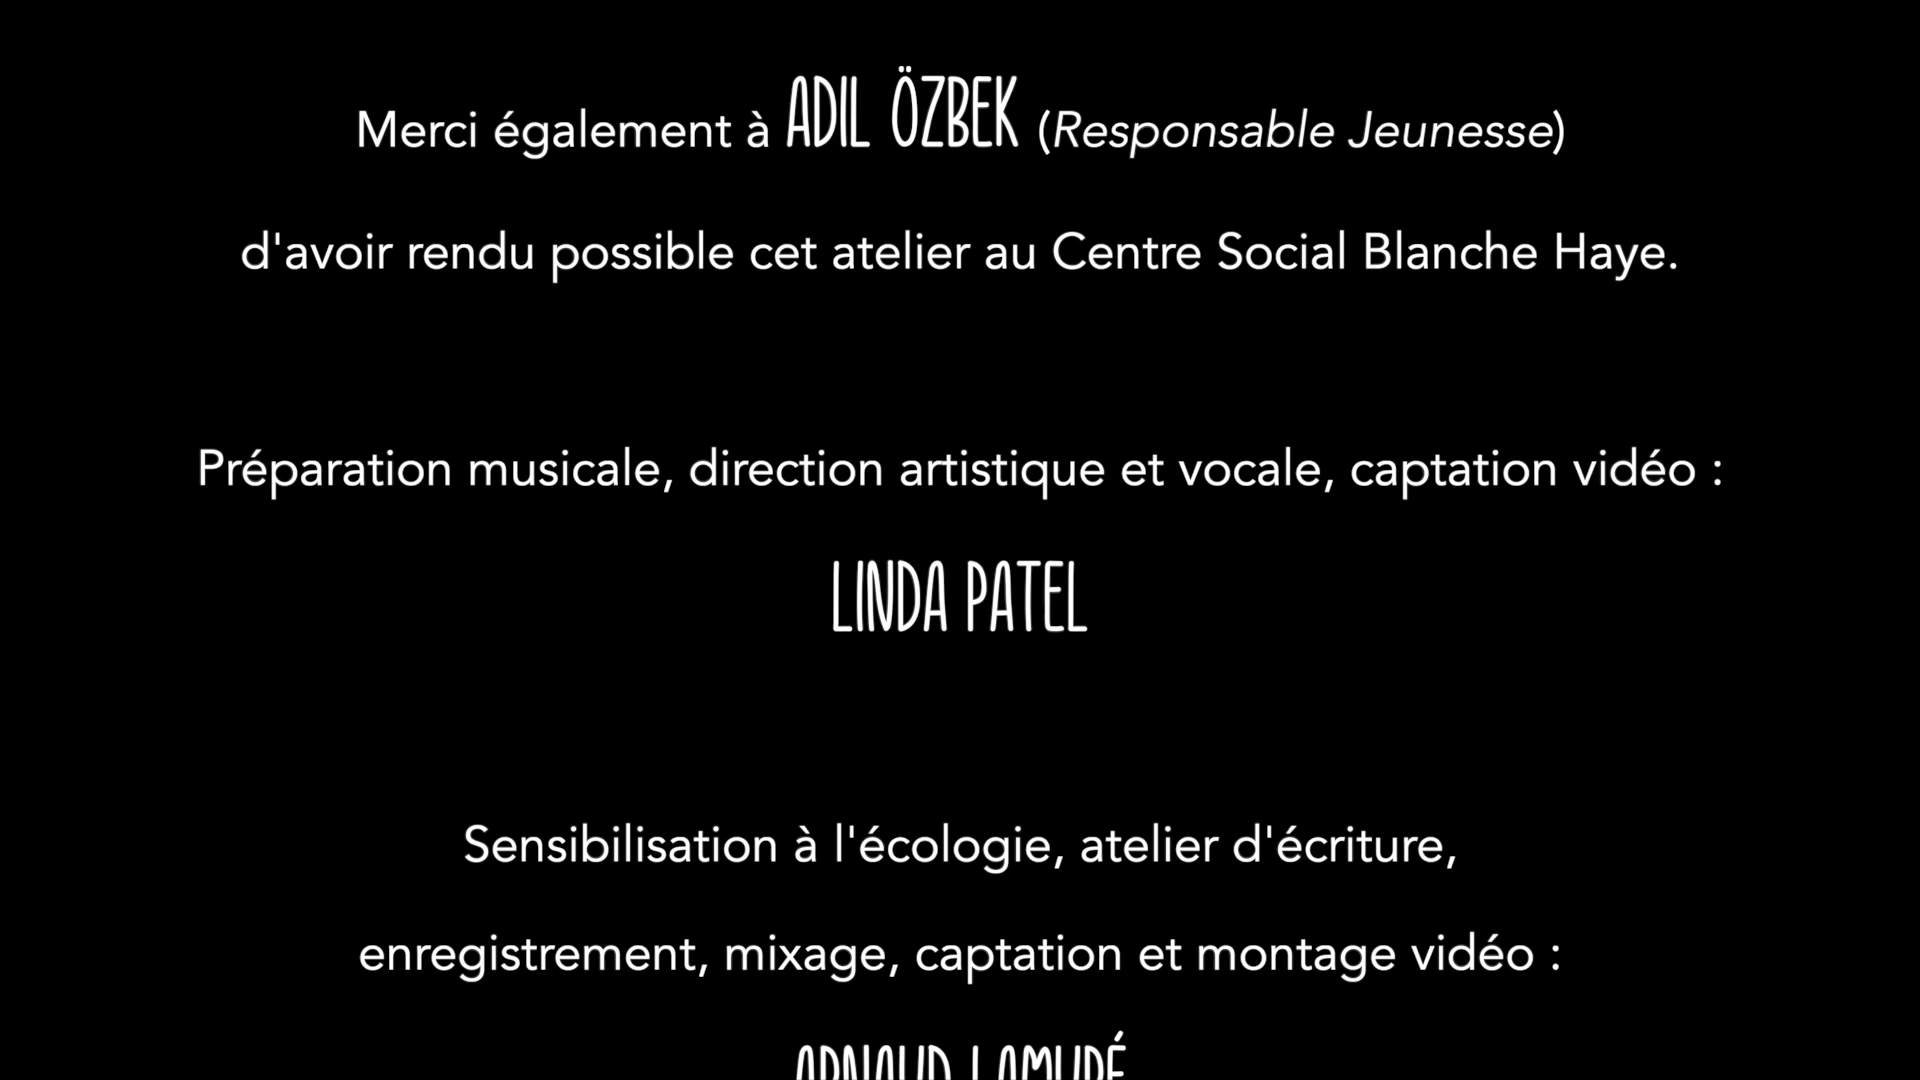 Merci également à ADIL ÖZBEK (Responsable Jeunesse)
d'avoir rendu possible cet atelier au Centre Social Blanche Haye.
Préparation musicale, direction artistique et vocale, captation vidéo :
LINDA PATEL
Sensibilisation à l'écologie, atelier d'écriture,
enregistrement, mixage, captation et montage vidéo :
ARNAUD